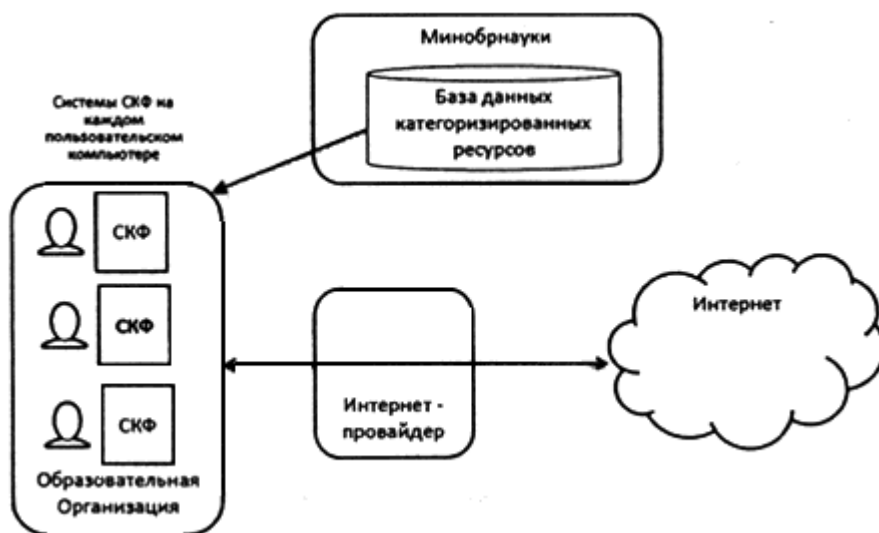 Минобрнауки
База данных
категоризированных
ресурсов
Системы СКФ на
каждом
пользовательском
компьютере
СКФ
СКФ
СКФ
Образовательная
Организация
Интернет -
провайдер
Интернет